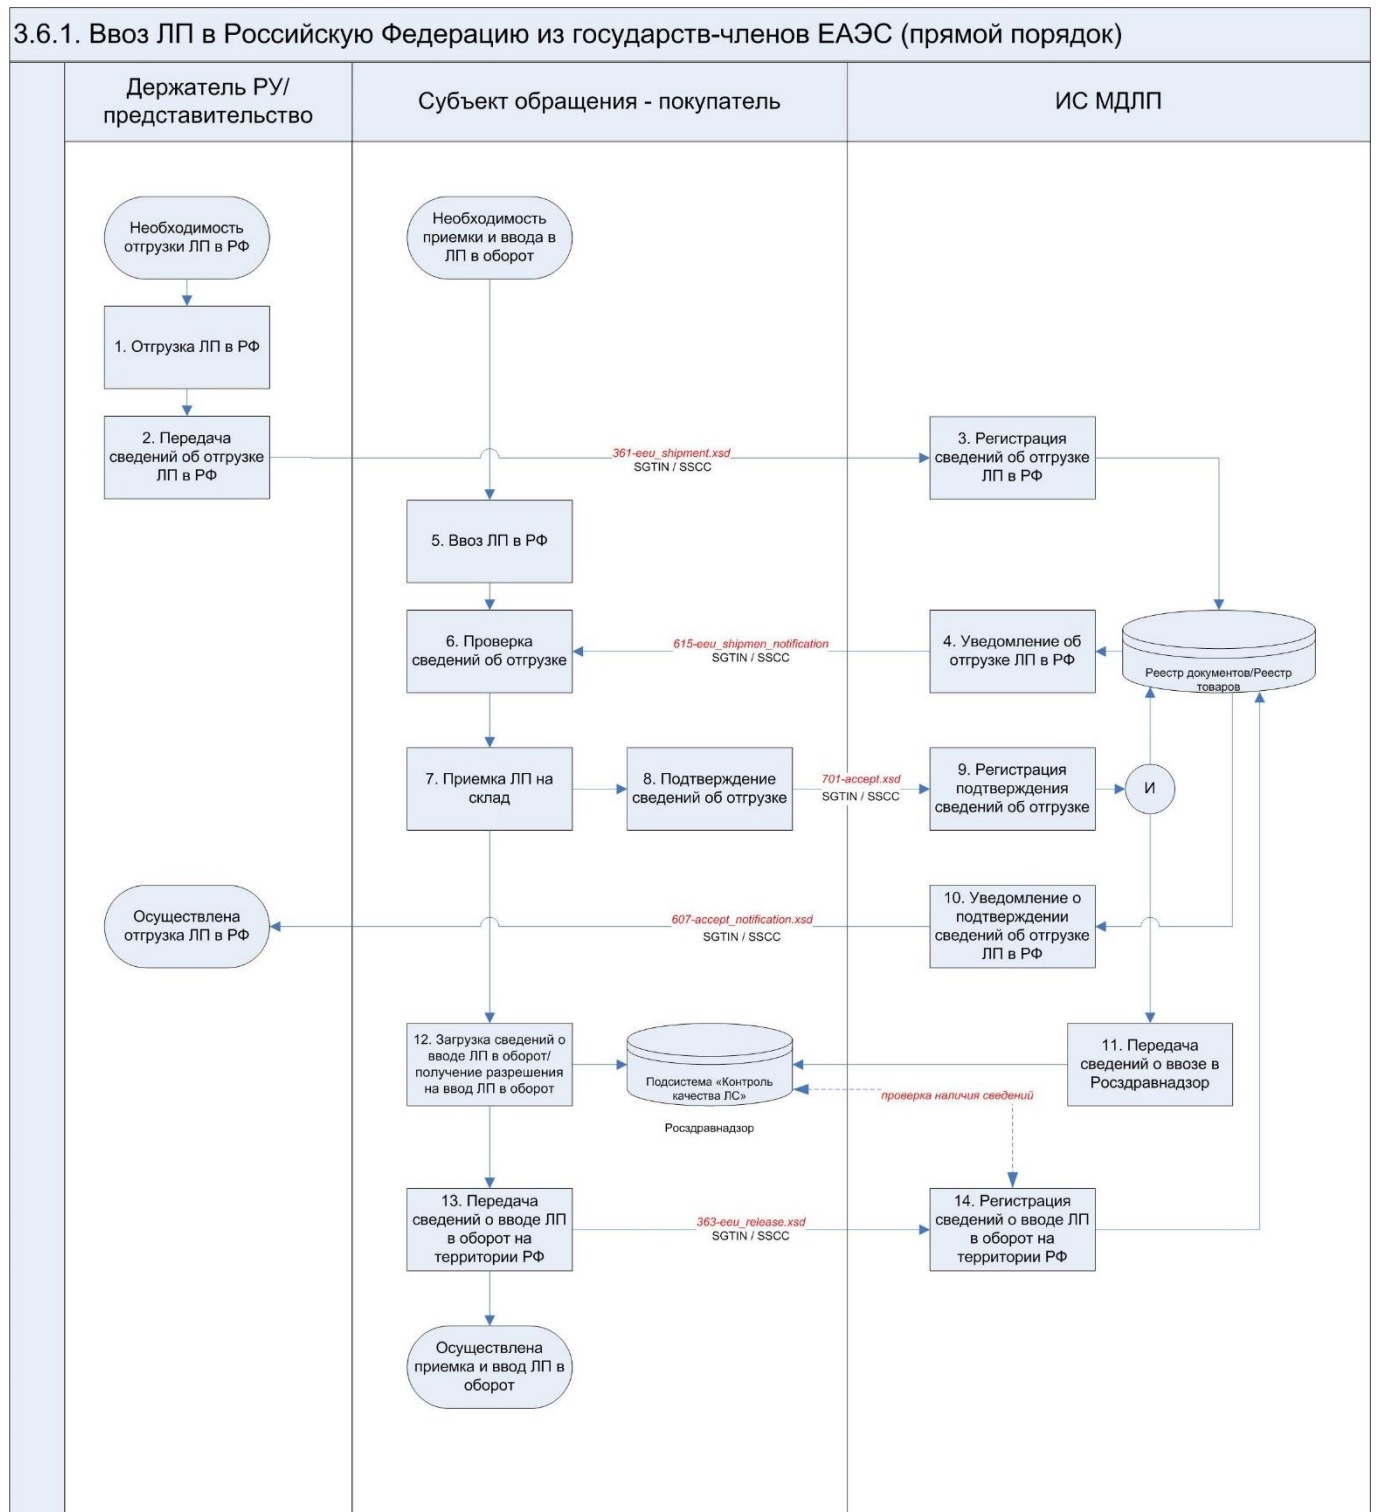 3.6.1. Ввоз ЛП в Российскую Федерацию из государств-членов ЕАЭС (прямой порядок)
Держатель РУ/
представительство
Субъект обращения - покупатель
ИС МДЛП
Необходимость
отгрузки ЛП в РФ
Необходимость
приемки и ввода в
ЛП в оборот
1. Отгрузка ЛП в РФ
2. Передача
сведений об отгрузке
ЛП в РФ
361-eeu_shipment.xsd
SGTIN / SSCC
3. Регистрация
сведений об отгрузке
ЛП в РФ
5. Ввоз ЛП в РФ
6. Проверка
сведений об отгрузке
615-eeu_shipmen_notification
SGTIN / SSCC
4. Уведомление об
отгрузке ЛП в РФ
Реестр документов/Реестр
товаров
7. Приемка ЛП на
склад
8. Подтверждение
сведений об отгрузке
701-accept.xsd
SGTIN / SSCC
9. Регистрация
подтверждения
сведений об отгрузке
И
Осуществлена
отгрузка ЛП в РФ
607-accept_notification.xsd
SGTIN / SSCC
10. Уведомление о
подтверждении
сведений об отгрузке
ЛП в РФ
12. Загрузка сведений о
вводе ЛП в оборот/
получение разрешения
на ввод ЛП в оборот
Подсистема «Контроль
качества ЛС»
Росздравнадзор
11. Передача
сведений о ввозе в
Росздравнадзор
проверка наличия сведений
13. Передача
сведений о вводе ЛП
в оборот на
территории РФ
363-eeu_release.xsd
SGTIN / SSCC
14. Регистрация
сведений о вводе ЛП
в оборот на
территории РФ
Осуществлена
приемка и ввод ЛП в
оборот